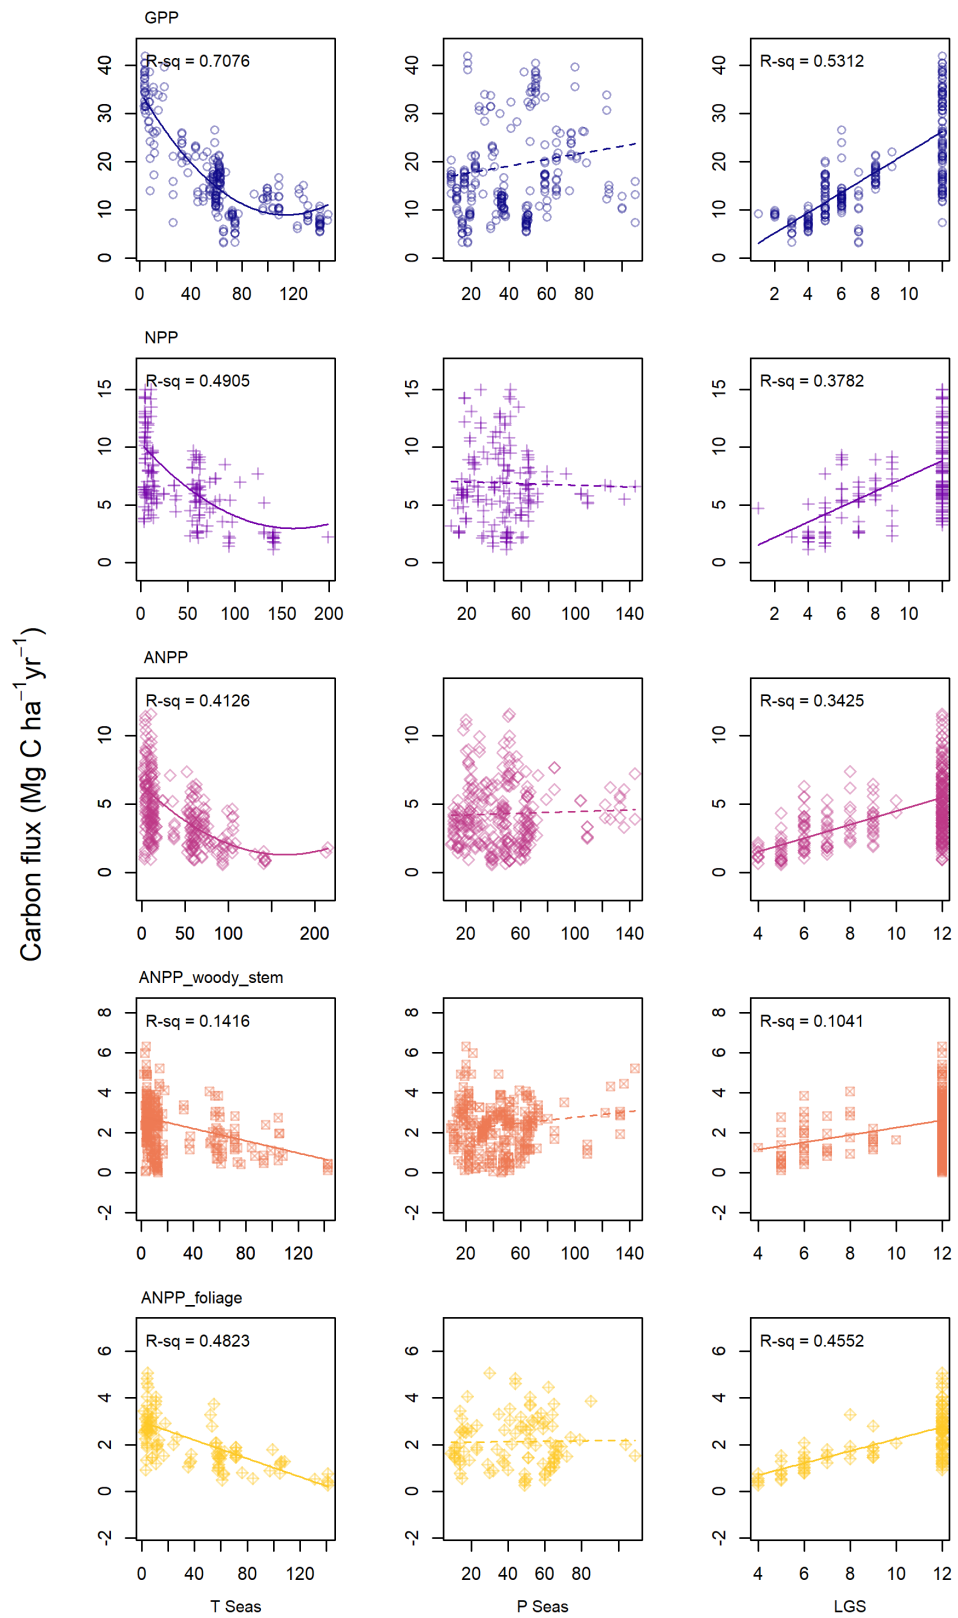 GPP
R-sq = 0.7076
R-sq = 0.5312
0 10 20 30 40
0 40 80 120
20 40 60 80
2 4 6 8 10
NPP
R-sq = 0.4905
R-sq = 0.3782
0 5 10 15
0 50 100 150 200
20 60 100 140
2 4 6 8 10
ANPP
R-sq = 0.4126
R-sq = 0.3425
0 5 10
0 50 100 200
20 60 100 140
4 6 8 10 12
ANPP_woody_stem
R-sq = 0.1416
R-sq = 0.1041
-2 0 2 4 6 8
0 40 80 120
20 60 100 140
4 6 8 10 12
ANPP_foliage
R-sq = 0.4823
R-sq = 0.4552
-2 0 2 4 6
0 40 80 120
20 40 60 80
4 6 8 10 12
T Seas
P Seas
LGS
Carbon flux (Mg C ha⁻¹yr⁻¹)